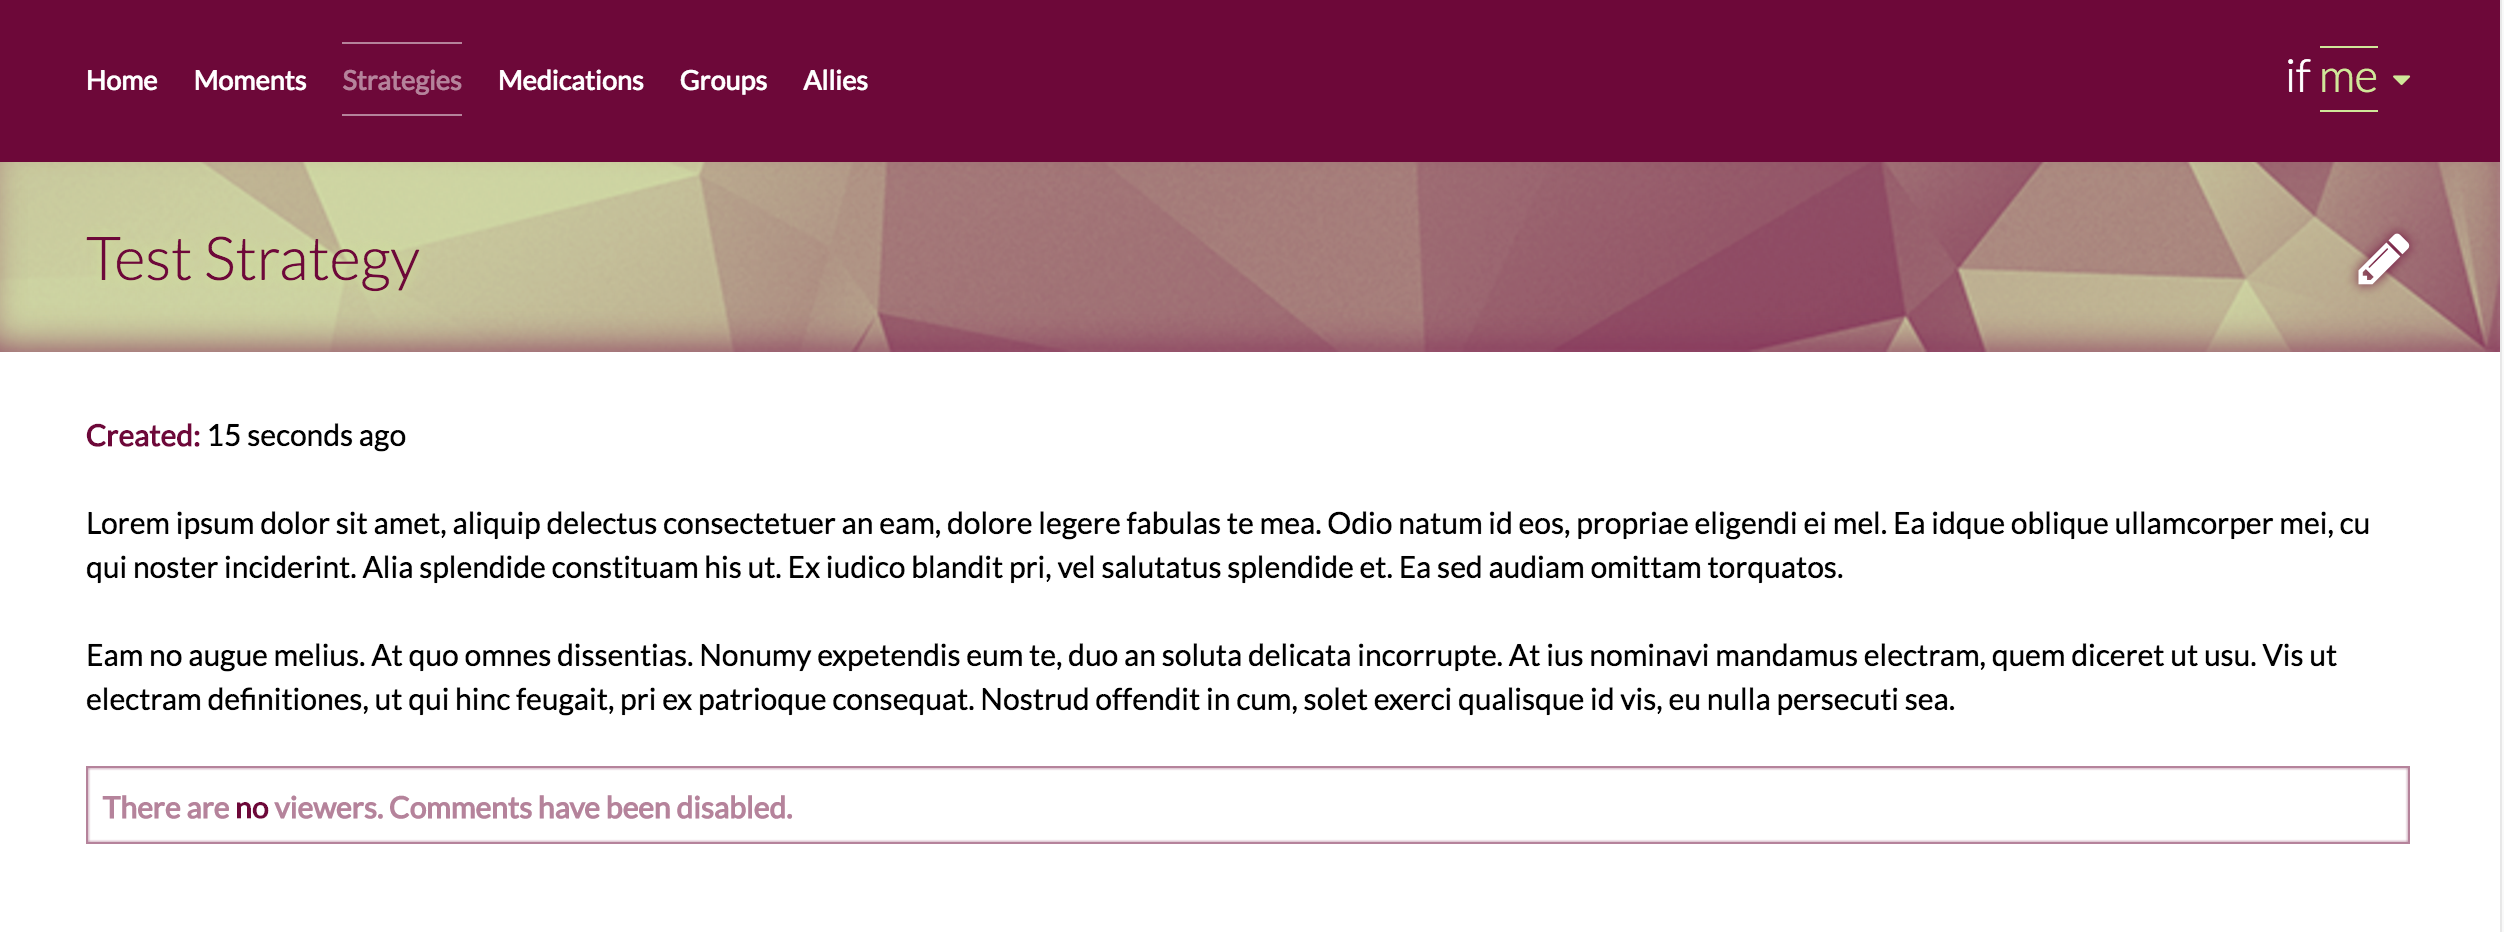 Home Moments Strategies Medications Groups Allies if me
Test Strategy
Created: 15 seconds ago
Lorem ipsum dolor sit amet, aliquip delectus consectetuer an eam, dolore legere fabulas te mea. Odio natum id eos, propriae eligendi ei mel. Ea idque oblique ullamcorper mei, cu
qui noster inciderint. Alia splendide constituam his ut. Ex iudico blandit pri, vel salutatus splendide et. Ea sed audiam omittam torquatos.
Eam no augue melius. At quo omnes dissentias. Nonumy expetendis eum te, duo an soluta delicata incorrupte. At ius nominavi mandamus electram, quem diceret ut usu. Vis ut
electram definitiones, ut qui hinc feugait, pri ex patrioque consequat. Nostrud offendit in cum, solet exerci qualisque id vis, eu nulla persecuti sea.
There are no viewers. Comments have been disabled.